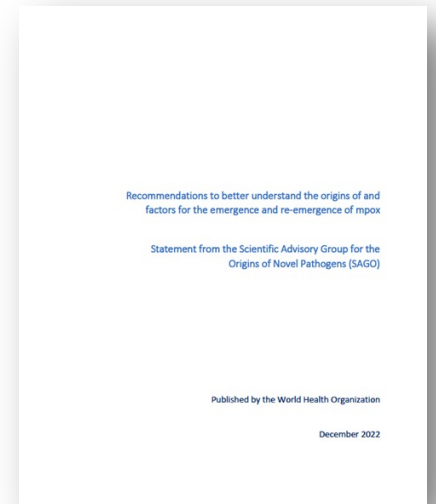 Recommendations to better understand the origins of and
factors for the emergence and re-emergence of mpox
Statement from the Scientific Advisory Group for the
Origins of Novel Pathogens (SAGO)
Published by the World Health Organization
December 2022